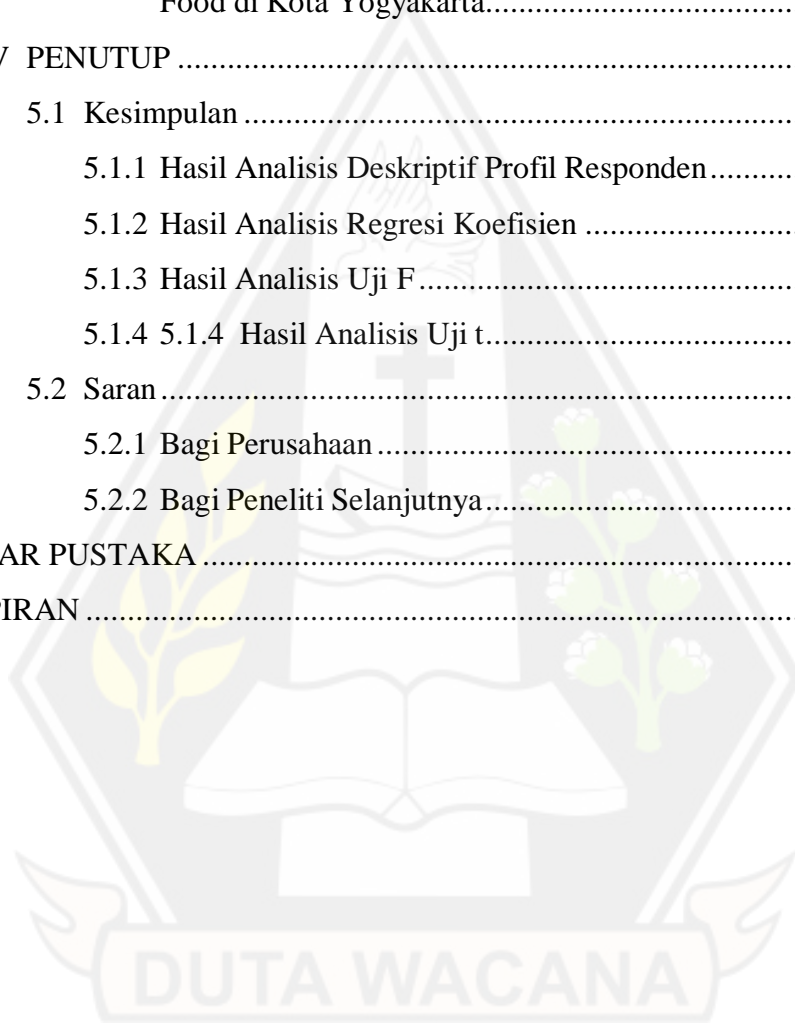 Food di Kota Yogyakarta....................................
V PENUTUP ....................................................................
5.1 Kesimpulan ...........................................................
5.1.1 Hasil Analisis Deskriptif Profil Responden..........
5.1.2 Hasil Analisis Regresi Koefisien .......................
5.1.3 Hasil Analisis Uji F..........................................
5.1.4 5.1.4 Hasil Analisis Uji t..................................
5.2 Saran.....................................................................
5.2.1 Bagi Perusahaan...............................................
5.2.2 Bagi Peneliti Selanjutnya..................................
AR PUSTAKA ................................................................
PIRAN ............................................................................
DUTA WACANA